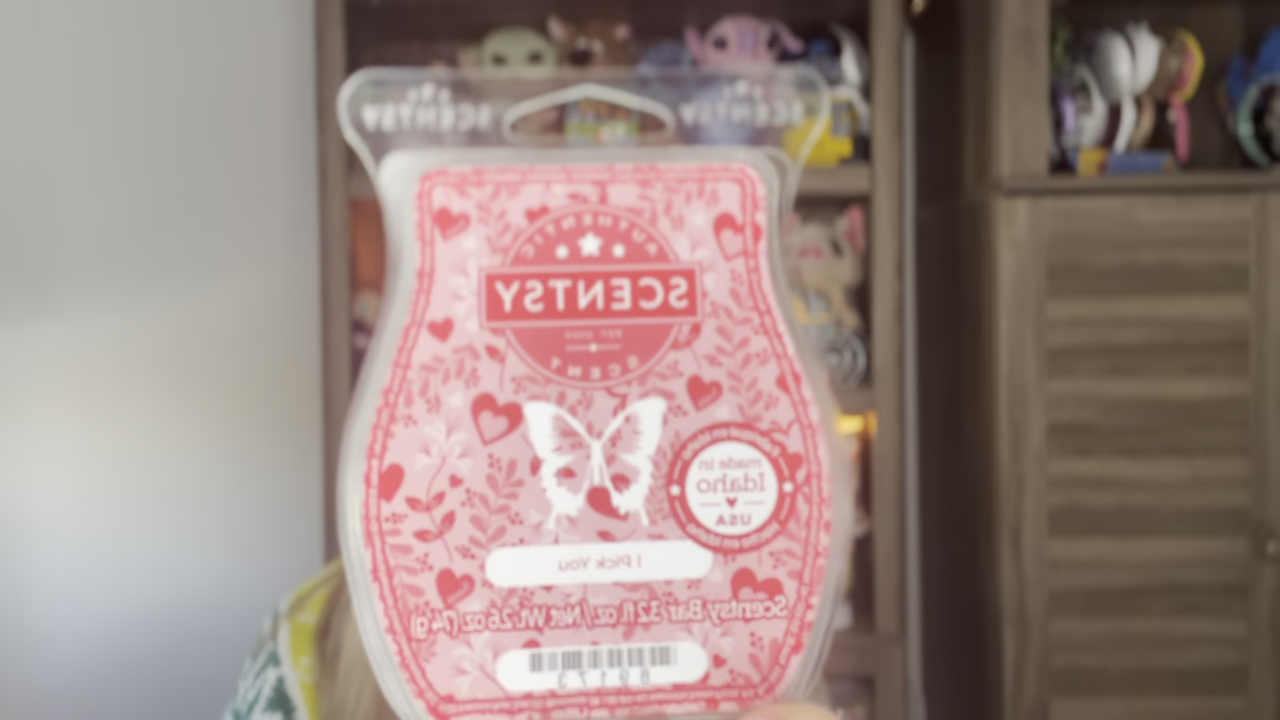 SCENTSY SCENTSY
AUTHENTIC
SCENTSY
SCENT
made in
Idaho
USA
I Pick You
Scentsy Bar 3.2 fl. oz / Net Wt. 2.6 oz (74 g)
89173